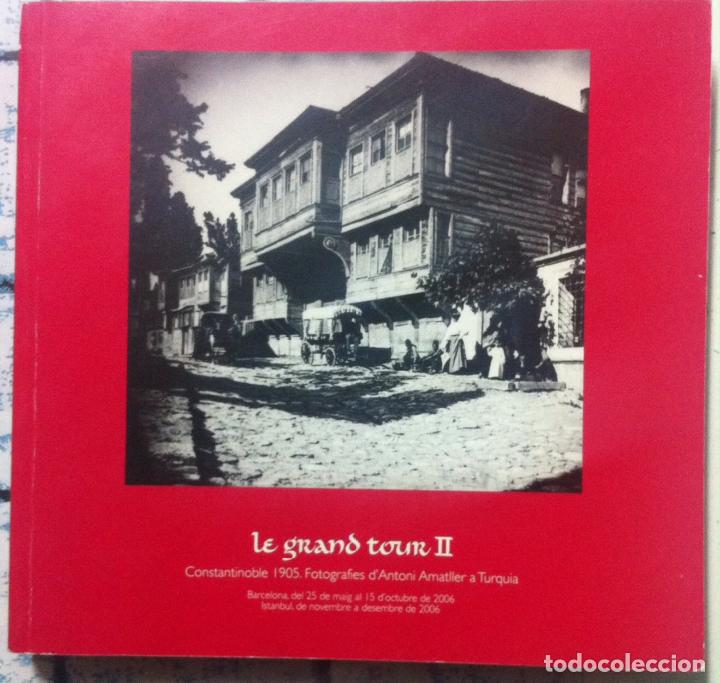 le grand tour II
Constantinoble 1905. Fotografies d'Antoni Amatller a Turquia
Barcelona, del 25 de maig al 15 d'octubre de 2006
Istanbul, de novembre a desembre de 2006
todocoleccion